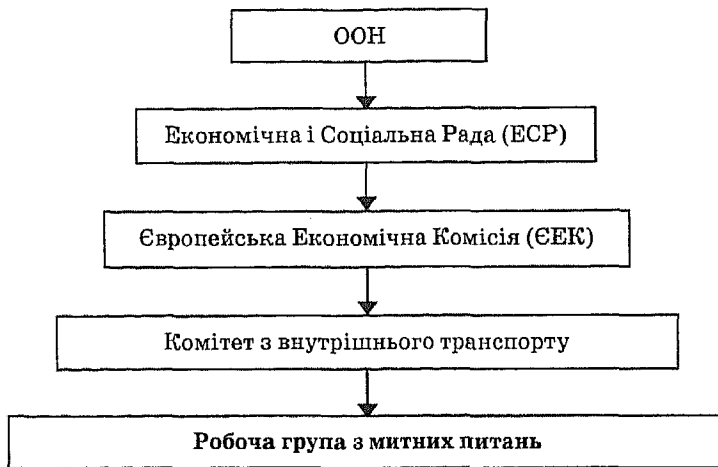 ООН
Економічна і Соціальна Рада (ЕСР)
Європейська Економічна Комісія (ЄЕК)
Комітет з внутрішнього транспорту
Робоча група з митних питань